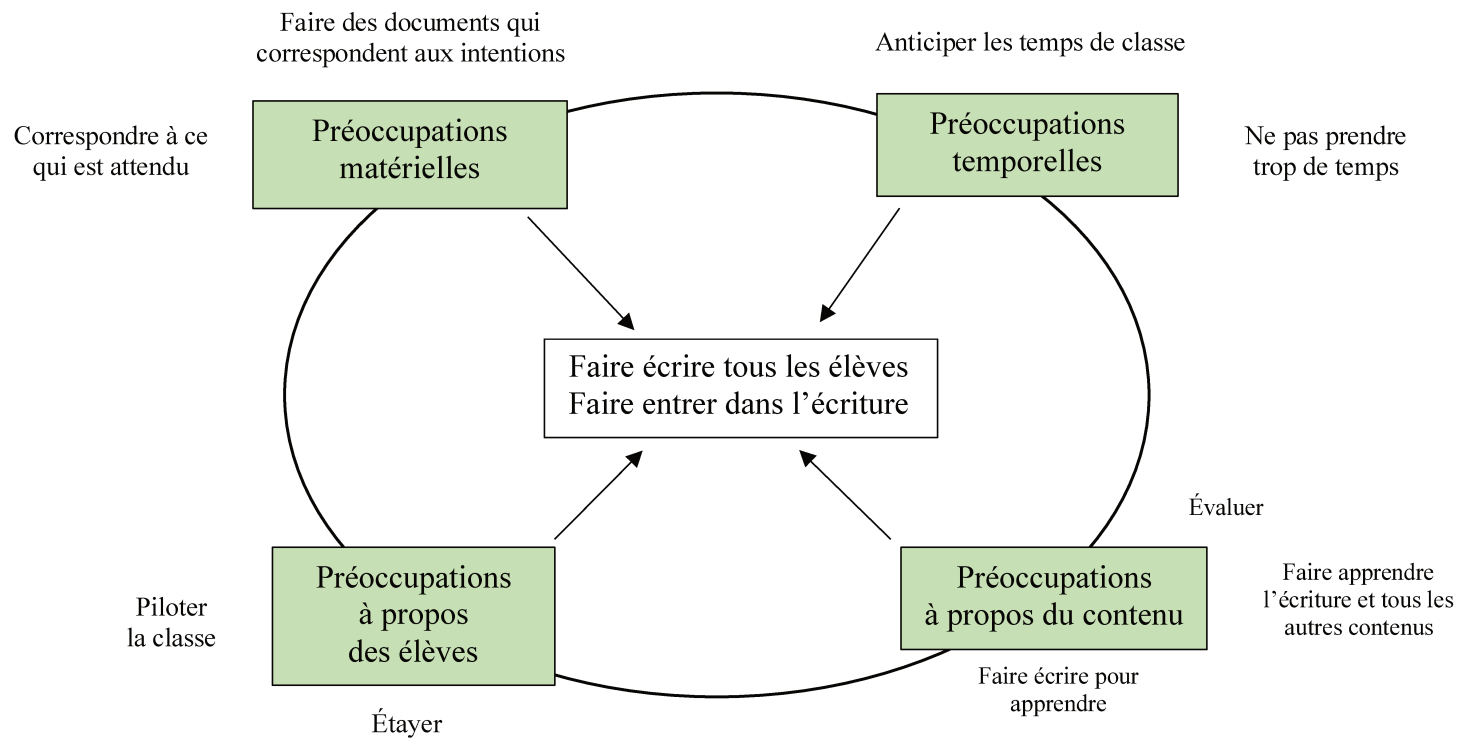 Faire des documents qui
correspondent aux intentions
Anticiper les temps de classe
Correspondre à ce
qui est attendu
Préoccupations
matérielles
Préoccupations
temporelles
Ne pas prendre
trop de temps
Faire écrire tous les élèves
Faire entrer dans l’écriture
Évaluer
Piloter
la classe
Préoccupations
à propos
des élèves
Préoccupations
à propos du contenu
Faire apprendre
l’écriture et tous les
autres contenus
Étayer
Faire écrire pour
apprendre